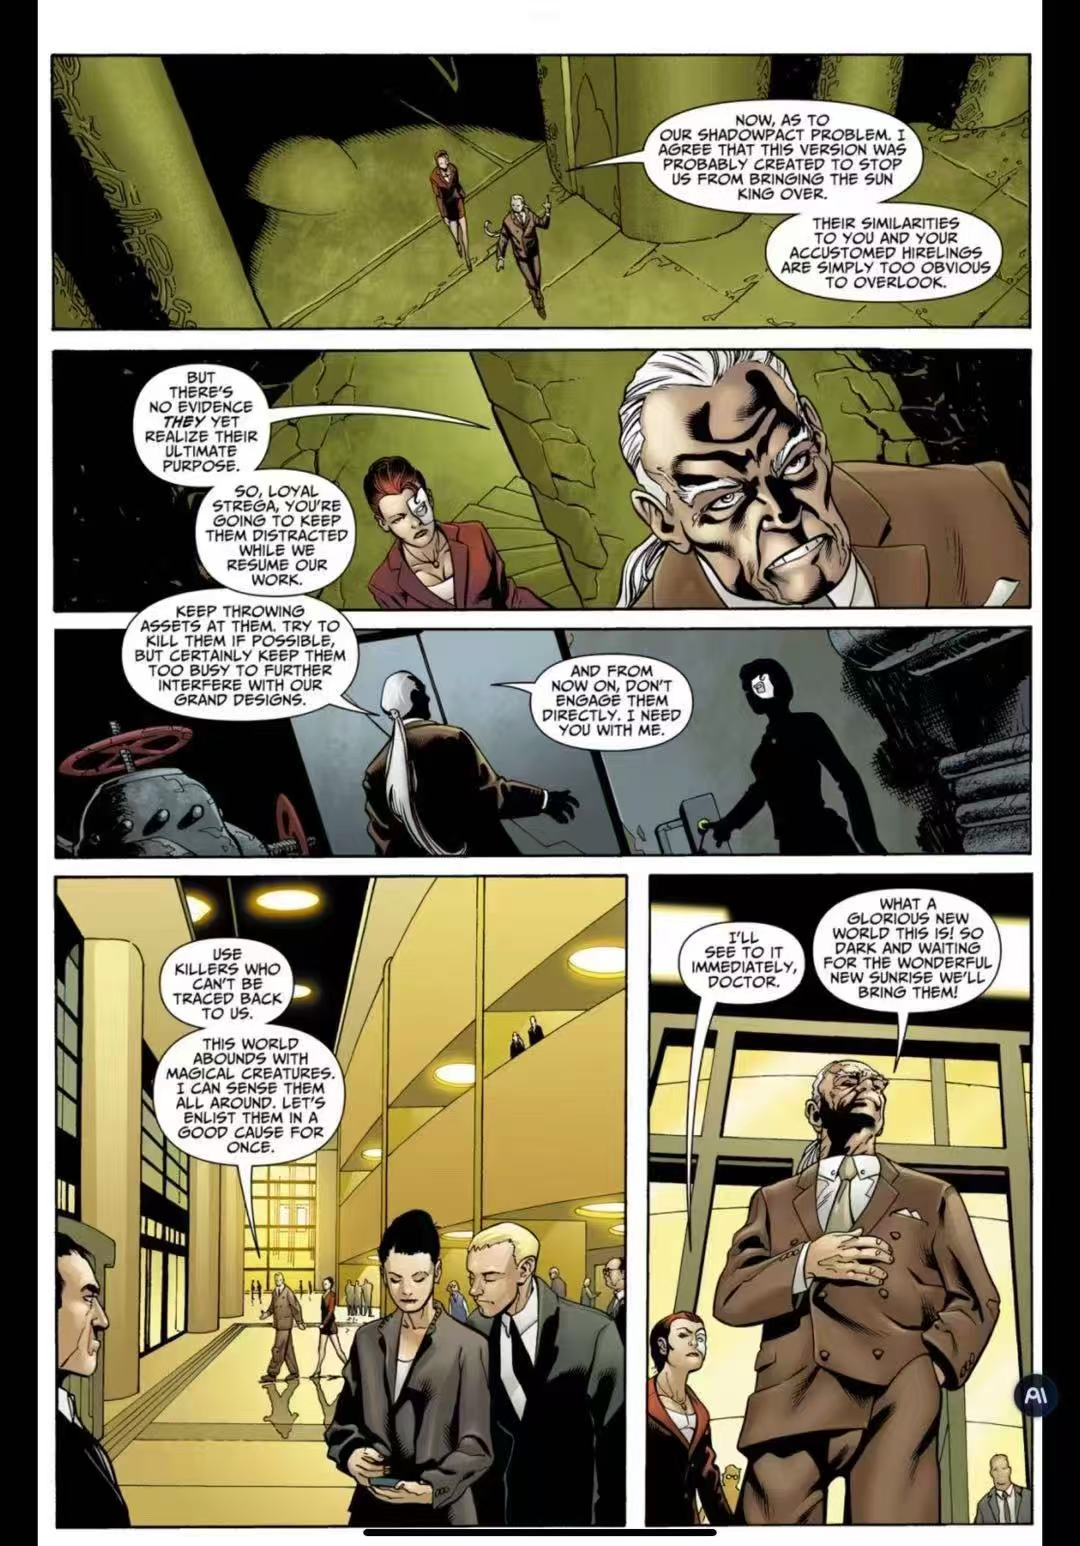 NOW, AS TO
OUR SHADOWPACT PROBLEM. I
AGREE THAT THIS VERSION WAS
PROBABLY CREATED TO STOP
US FROM BRINGING THE SUN
KING OVER.
THEIR SIMILARITIES
TO YOU AND YOUR
ACCUSTOMED HIRELINGS
ARE SIMPLY TOO OBVIOUS
TO OVERLOOK.
BUT
THERE'S
NO EVIDENCE
THEY YET
REALIZE THEIR
ULTIMATE
PURPOSE.
SO, LOYAL
STREGA, YOU'RE
GOING TO KEEP
THEM DISTRACTED
WHILE WE
RESUME OUR
WORK.
KEEP THROWING
ASSETS AT THEM. TRY TO
KILL THEM IF POSSIBLE,
BUT CERTAINLY KEEP THEM
TOO BUSY TO FURTHER
INTERFERE WITH OUR
GRAND DESIGNS.
AND FROM
NOW ON, DON'T
ENGAGE THEM
DIRECTLY. I NEED
YOU WITH ME.
USE
KILLERS WHO
CAN'T BE
TRACED BACK
TO US.
THIS WORLD
ABOUNDS WITH
MAGICAL CREATURES.
I CAN SENSE THEM
ALL AROUND. LET'S
ENLIST THEM IN A
GOOD CAUSE FOR
ONCE.
I'LL
SEE TO IT
IMMEDIATELY,
DOCTOR.
WHAT A
GLORIOUS NEW
WORLD THIS IS! SO
DARK AND WAITING
FOR THE WONDERFUL
NEW SUNRISE WE'LL
BRING THEM!
AI